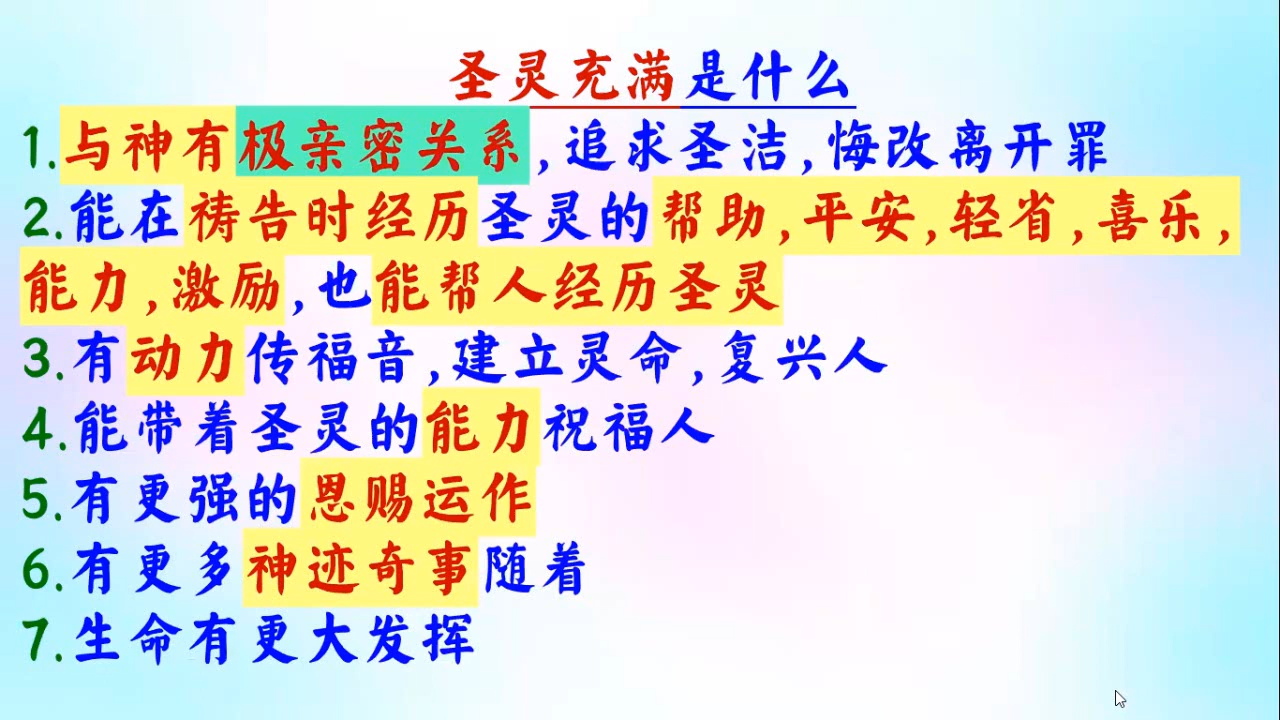 圣灵充满是什么
1.与神有极亲密关系,追求圣洁,悔改离开罪
2.能在祷告时经历圣灵的帮助,平安,轻省,喜乐,
能力,激励,也能帮人经历圣灵
3.有动力传福音,建立灵命,复兴人
4.能带着圣灵的能力祝福人
5.有更强的恩赐运作
6.有更多神迹奇事随着
7.生命有更大发挥